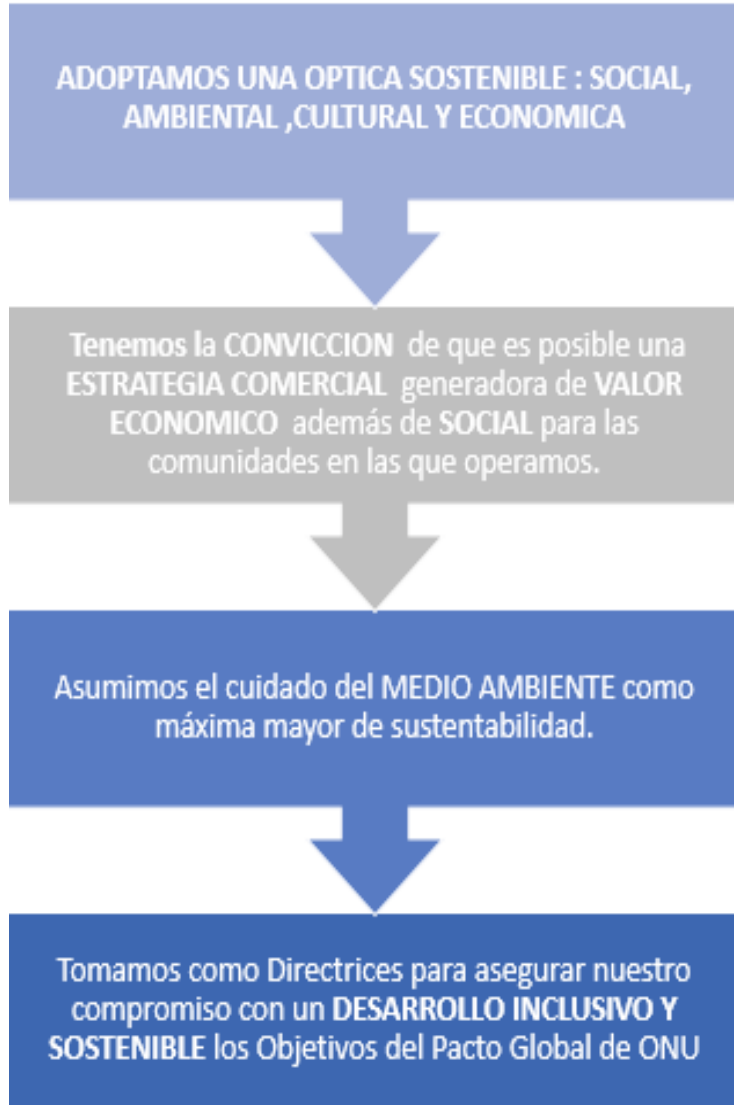 ADOPTAMOS UNA OPTICA SOSTENIBLE : SOCIAL,
AMBIENTAL ,CULTURAL Y ECONOMICA
Tenemos la CONVICCION de que es posible una
ESTRATEGIA COMERCIAL generadora de VALOR
ECONOMICO además de SOCIAL para las
comunidades en las que operamos.
Asumimos el cuidado del MEDIO AMBIENTE como
máxima mayor de sustentabilidad.
Tomamos como Directrices para asegurar nuestro
compromiso con un DESARROLLO INCLUSIVO Y
SOSTENIBLE los Objetivos del Pacto Global de ONU